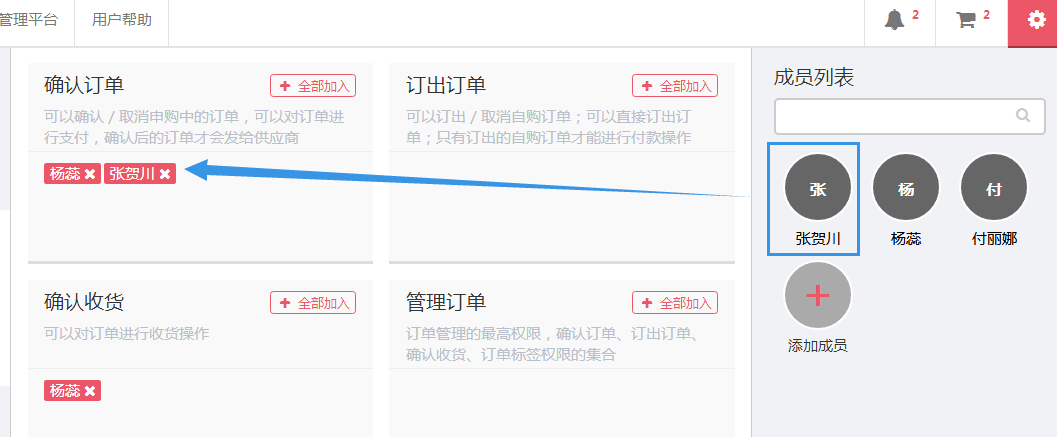 管理平台
用户帮助
2
2
确认订单
全部加入
可以确认 / 取消申购中的订单，可以对订单进
行支付，确认后的订单才会发给供应商
杨蕊
张贺川
订出订单
全部加入
可以订出 / 取消自购订单；可以直接订出订
单；只有订出的自购订单才能进行付款操作
确认收货
全部加入
可以对订单进行收货操作
杨蕊
管理订单
全部加入
订单管理的最高权限，确认订单、订出订单、
确认收货、订单标签权限的集合
成员列表
张
杨
付
张贺川
杨蕊
付丽娜
添加成员